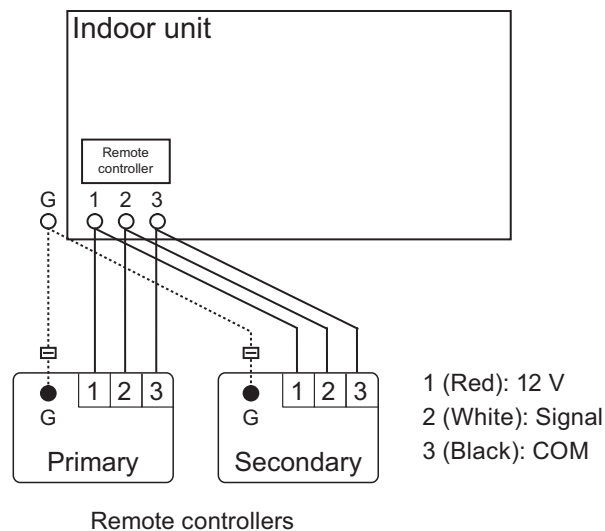 Indoor unit
Remote
controller
G 1 2 3
1 2 3
G
Primary
1 2 3
G
Secondary
1 (Red): 12 V
2 (White): Signal
3 (Black): COM
Remote controllers